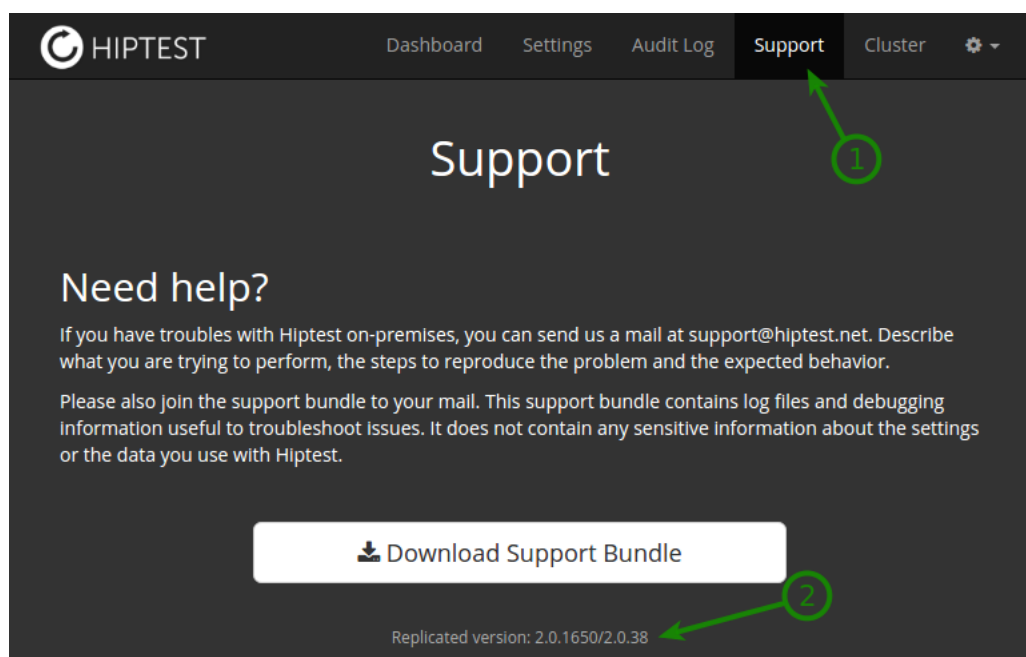 HIPTEST Dashboard Settings Audit Log Support Cluster
1
Support
Need help?
If you have troubles with Hiptest on-premises, you can send us a mail at support@hiptest.net. Describe
what you are trying to perform, the steps to reproduce the problem and the expected behavior.
Please also join the support bundle to your mail. This support bundle contains log files and debugging
information useful to troubleshoot issues. It does not contain any sensitive information about the settings
or the data you use with Hiptest.
Download Support Bundle
2
Replicated version: 2.0.1650/2.0.38